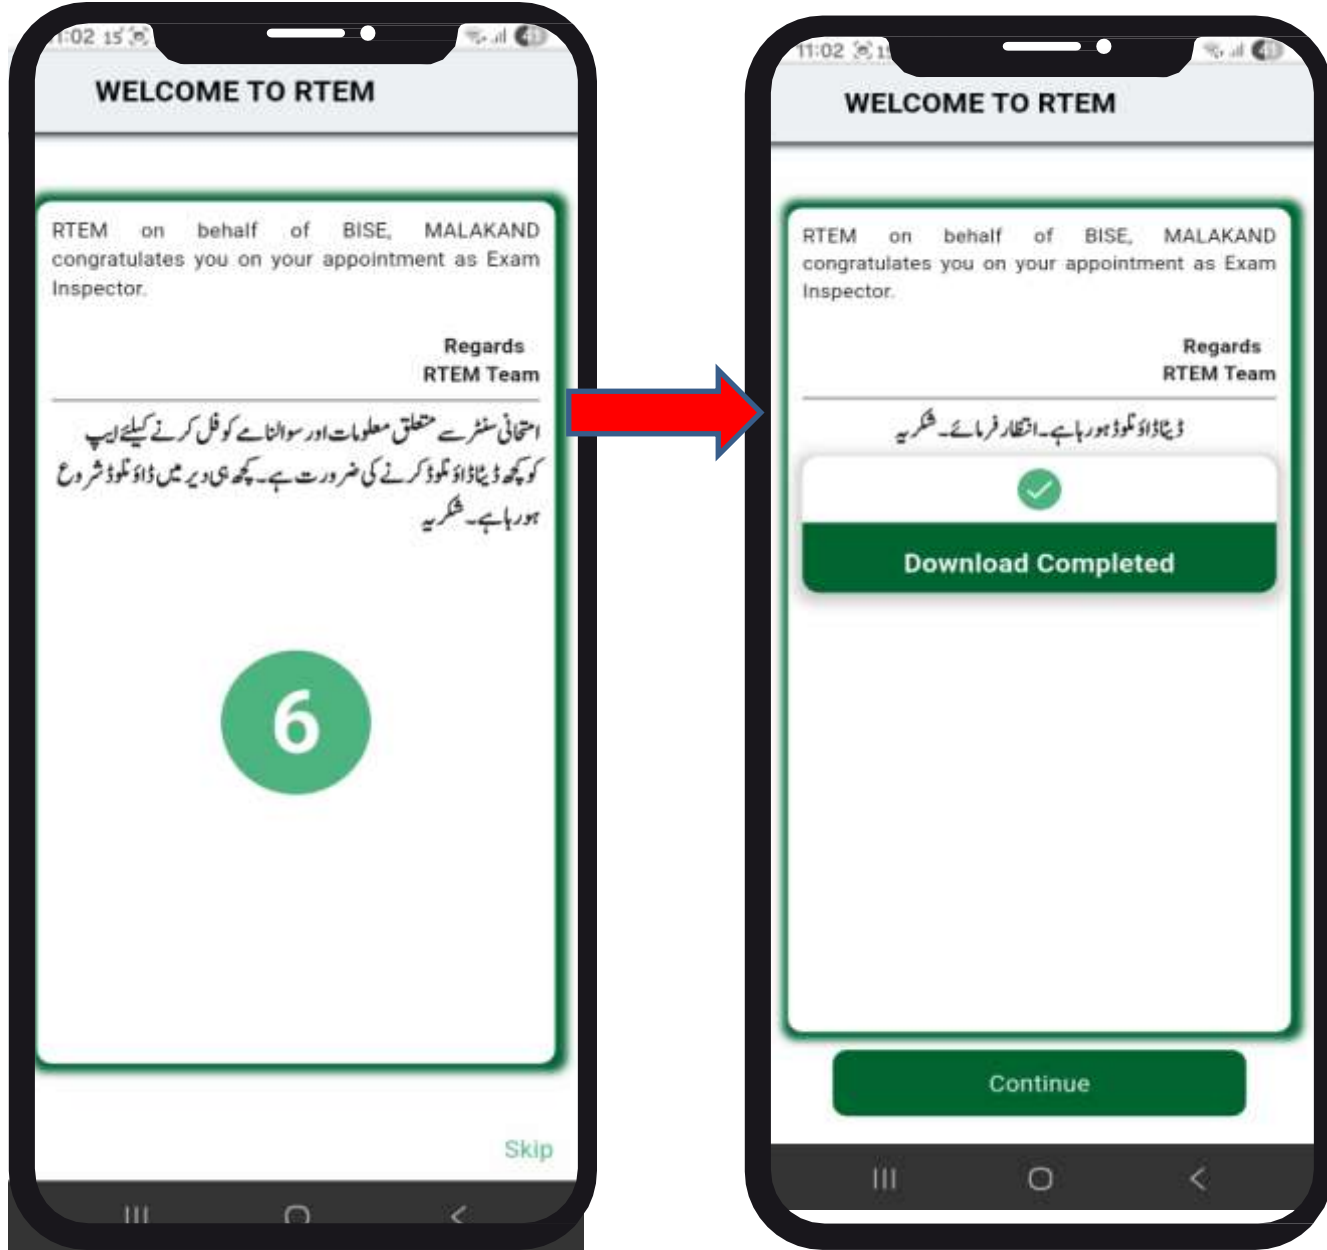 11:02
WELCOME TO RTEM
RTEM on behalf of BISE, MALAKAND
congratulates you on your appointment as Exam
Inspector.
Regards
RTEM Team
امتحانی سنٹر سے متعلق معلومات اور سوالنامے کو فل کرنے کیلئے ایپ
کو کچھ ڈیٹا ڈاؤنلوڈ کرنے کی ضرورت ہے۔ کچھ ہی دیر میں ڈاؤنلوڈ شروع
ہورہا ہے۔ شکریہ
6
Skip
11:02
WELCOME TO RTEM
RTEM on behalf of BISE, MALAKAND
congratulates you on your appointment as Exam
Inspector.
Regards
RTEM Team
ڈیٹا ڈاؤنلوڈ ہورہا ہے۔ انتظار فرمائے۔ شکریہ
Download Completed
Continue